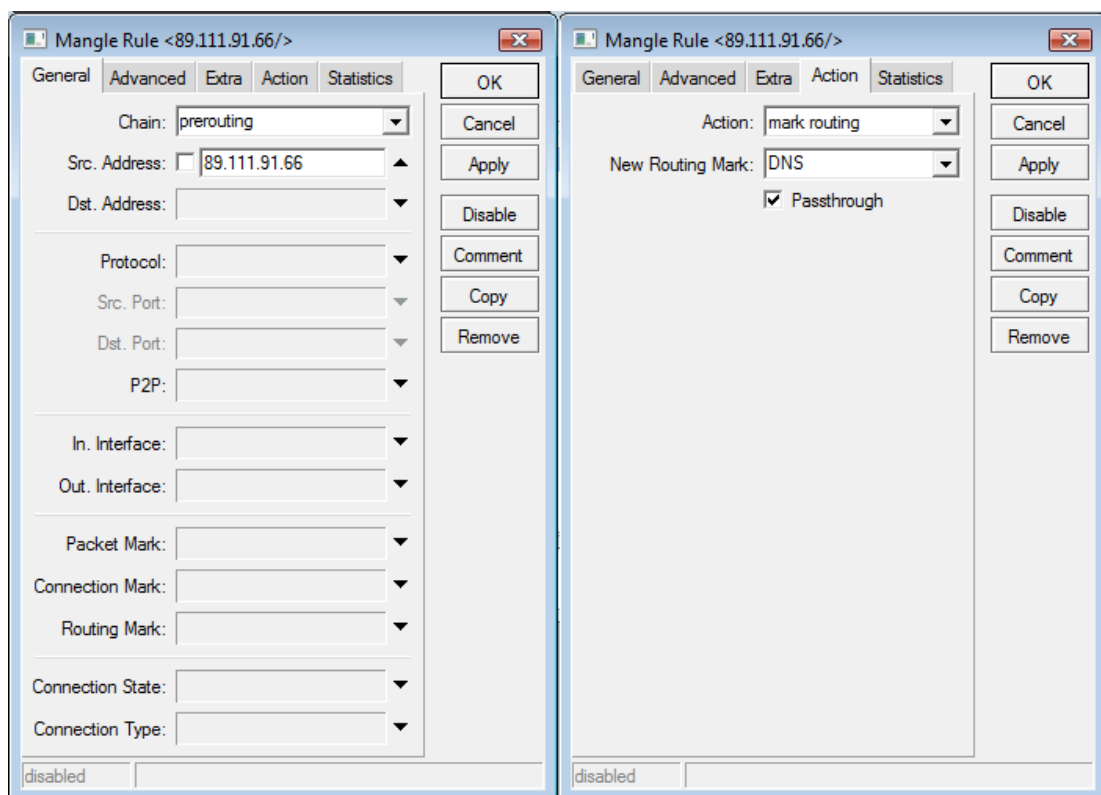 Mangle Rule <89.111.91.66/>
General Advanced Extra Action Statistics
Chain: prerouting
Src. Address: 89.111.91.66
Dst. Address:
Protocol:
Src. Port:
Dst. Port:
P2P:
In. Interface:
Out. Interface:
Packet Mark:
Connection Mark:
Routing Mark:
Connection State:
Connection Type:
OK
Cancel
Apply
Disable
Comment
Copy
Remove
disabled
Mangle Rule <89.111.91.66/>
General Advanced Extra Action Statistics
Action: mark routing
New Routing Mark: DNS
Passthrough
OK
Cancel
Apply
Disable
Comment
Copy
Remove
disabled